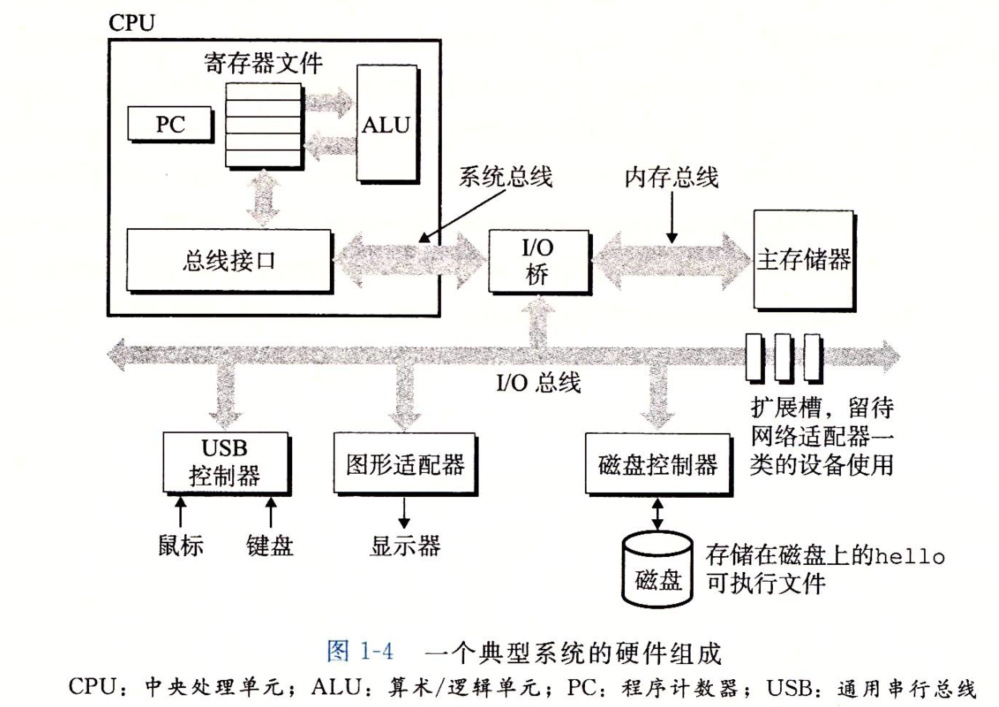 CPU
寄存器文件
PC
ALU
系统总线
内存总线
总线接口
I/O
桥
主存储器
I/O 总线
扩展槽，留待
网络适配器一
类的设备使用
USB
控制器
图形适配器
磁盘控制器
鼠标
键盘
显示器
磁盘
存储在磁盘上的hello
可执行文件
图 1-4 一个典型系统的硬件组成
CPU：中央处理单元；ALU：算术/逻辑单元；PC：程序计数器；USB：通用串行总线